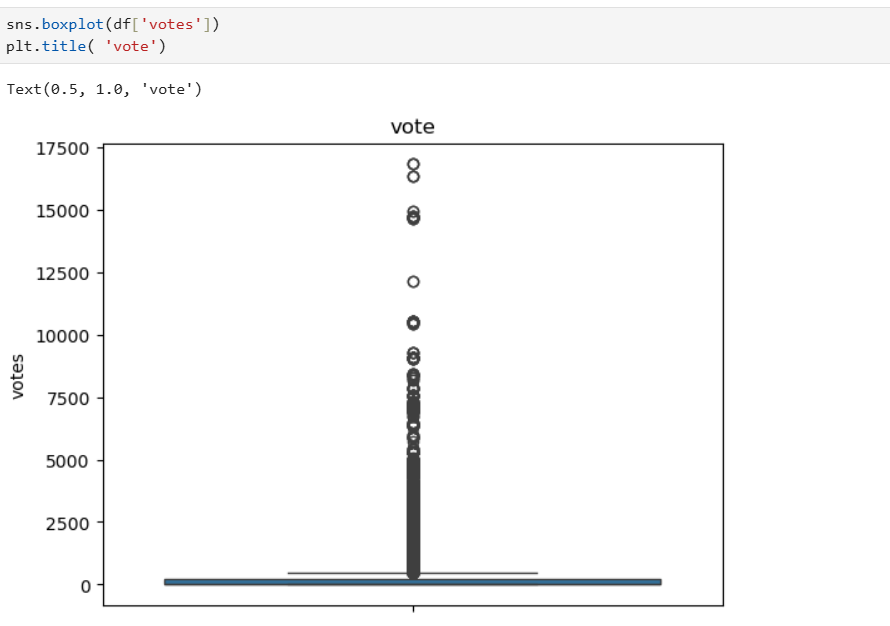 sns.boxplot(df['votes'])
plt.title( 'vote')
Text(0.5, 1.0, 'vote')
vote
17500
15000
12500
10000
7500
5000
2500
0
votes